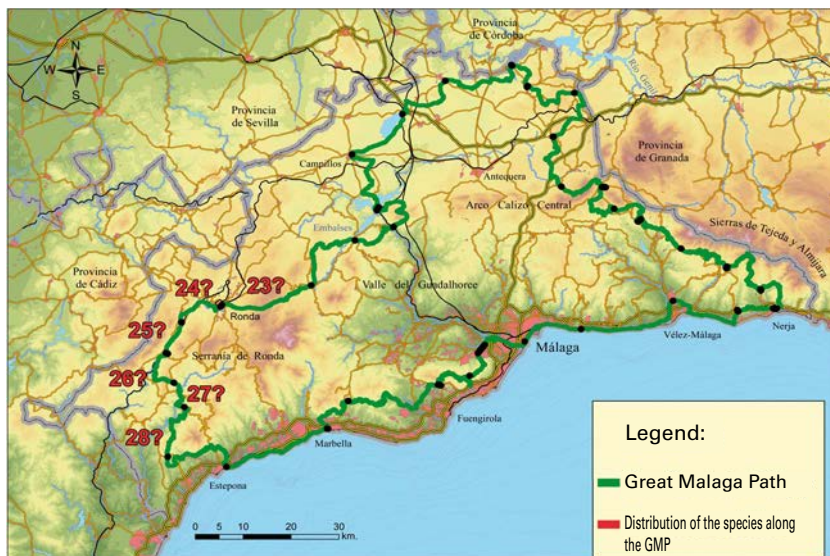 Provincia
de Córdoba
N
W E
S
Río Genil
Provincia
de Sevilla
Provincia
de Granada
Campillos
Antequera
Arco Calizo Central
Sierras de Tejeda y Almijara
Embalses
Provincia
de Cádiz
24? 23?
Valle del Guadalhorce
Ronda
25?
Serranía de Ronda
Vélez-Málaga
Nerja
Málaga
26? 27?
Fuengirola
28?
Marbella
Estepona
0 5 10 20 30
km.
Legend:
Great Malaga Path
Distribution of the species along
the GMP